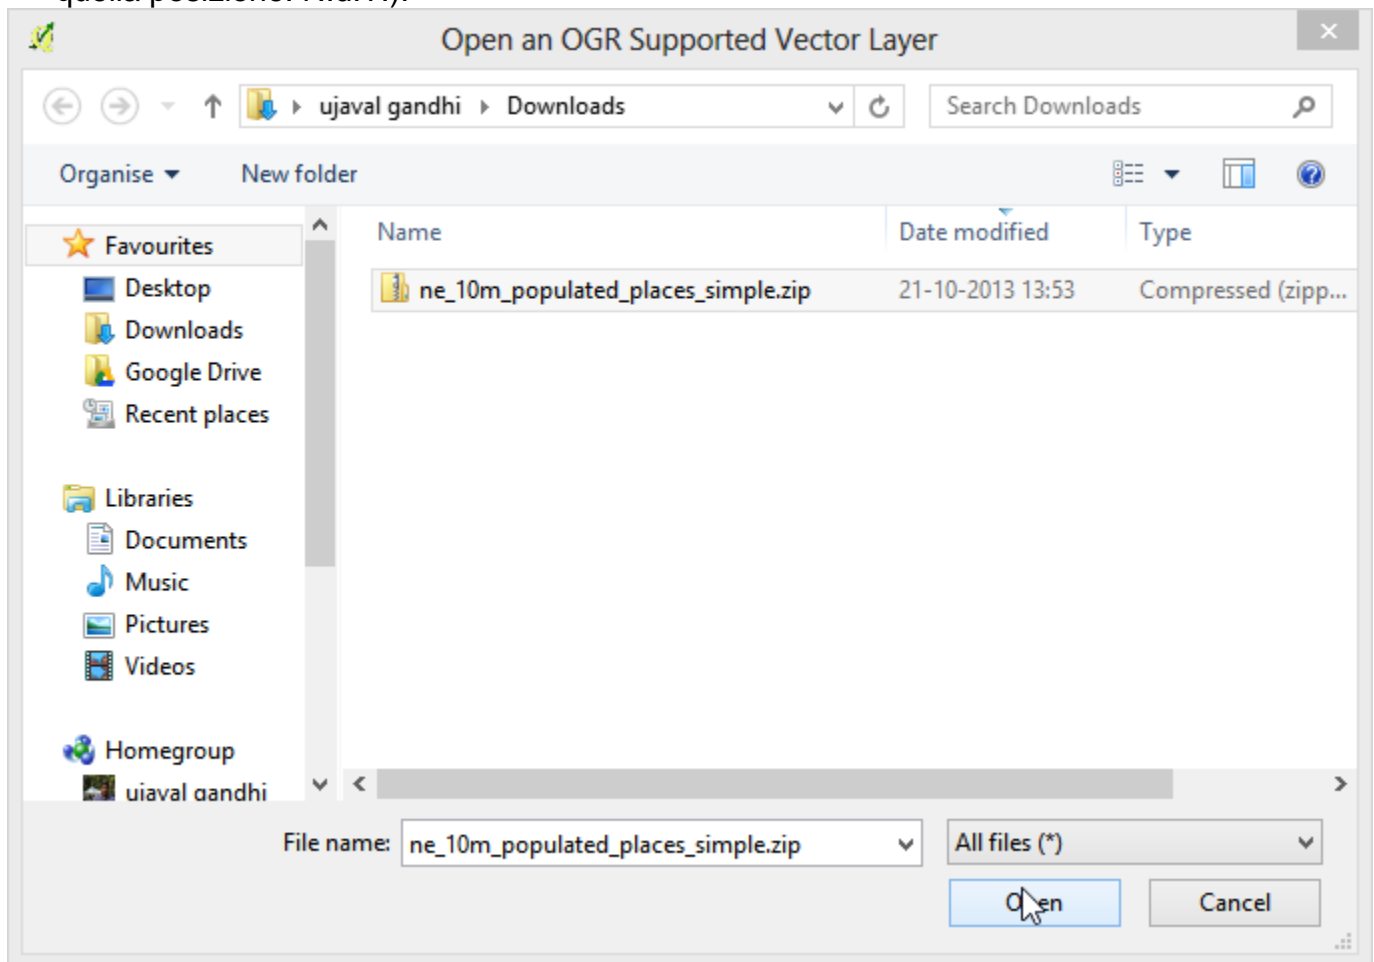 quella posizione. N.d.R).
Open an OGR Supported Vector Layer
ujaval gandhi Downloads
Search Downloads
Organise
New folder
Favourites
Desktop
Downloads
Google Drive
Recent places
Libraries
Documents
Music
Pictures
Videos
Homegroup
ujaval gandhi
Name Date modified Type
ne_10m_populated_places_simple.zip 21-10-2013 13:53 Compressed (zipp...
File name: ne_10m_populated_places_simple.zip All files (*)
Open Cancel